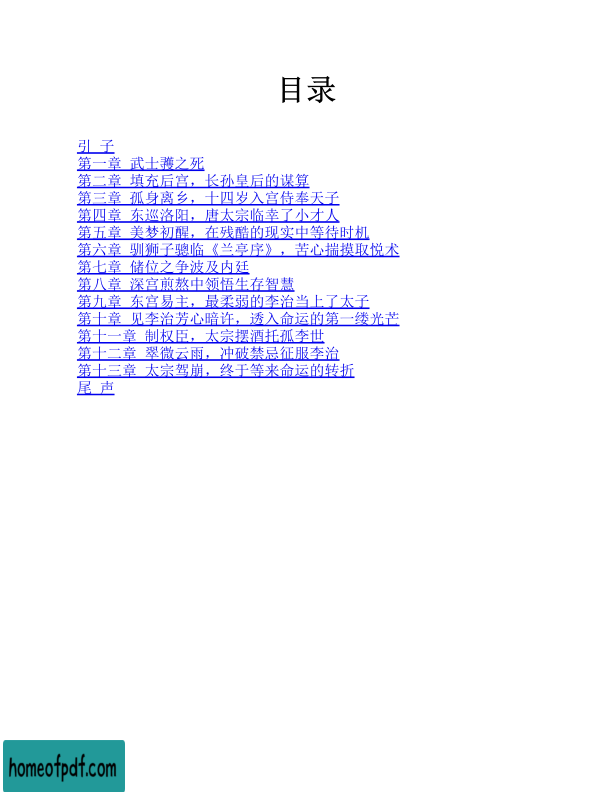 目录
引 子
第一章 武士彟之死
第二章 填充后宫，长孙皇后的谋算
第三章 孤身离乡，十四岁入宫侍奉天子
第四章 东巡洛阳，唐太宗临幸了小才人
第五章 美梦初醒，在残酷的现实中等待时机
第六章 驯狮子骢临《兰亭序》，苦心揣摸取悦术
第七章 储位之争波及内廷
第八章 深宫煎熬中领悟生存智慧
第九章 东宫易主，最柔弱的李治当上了太子
第十章 见李治芳心暗许，透入命运的第一缕光芒
第十一章 制权臣，太宗摆酒托孤李世
第十二章 翠微云雨，冲破禁忌征服李治
第十三章 太宗驾崩，终于等来命运的转折
尾 声
homeofpdf.com